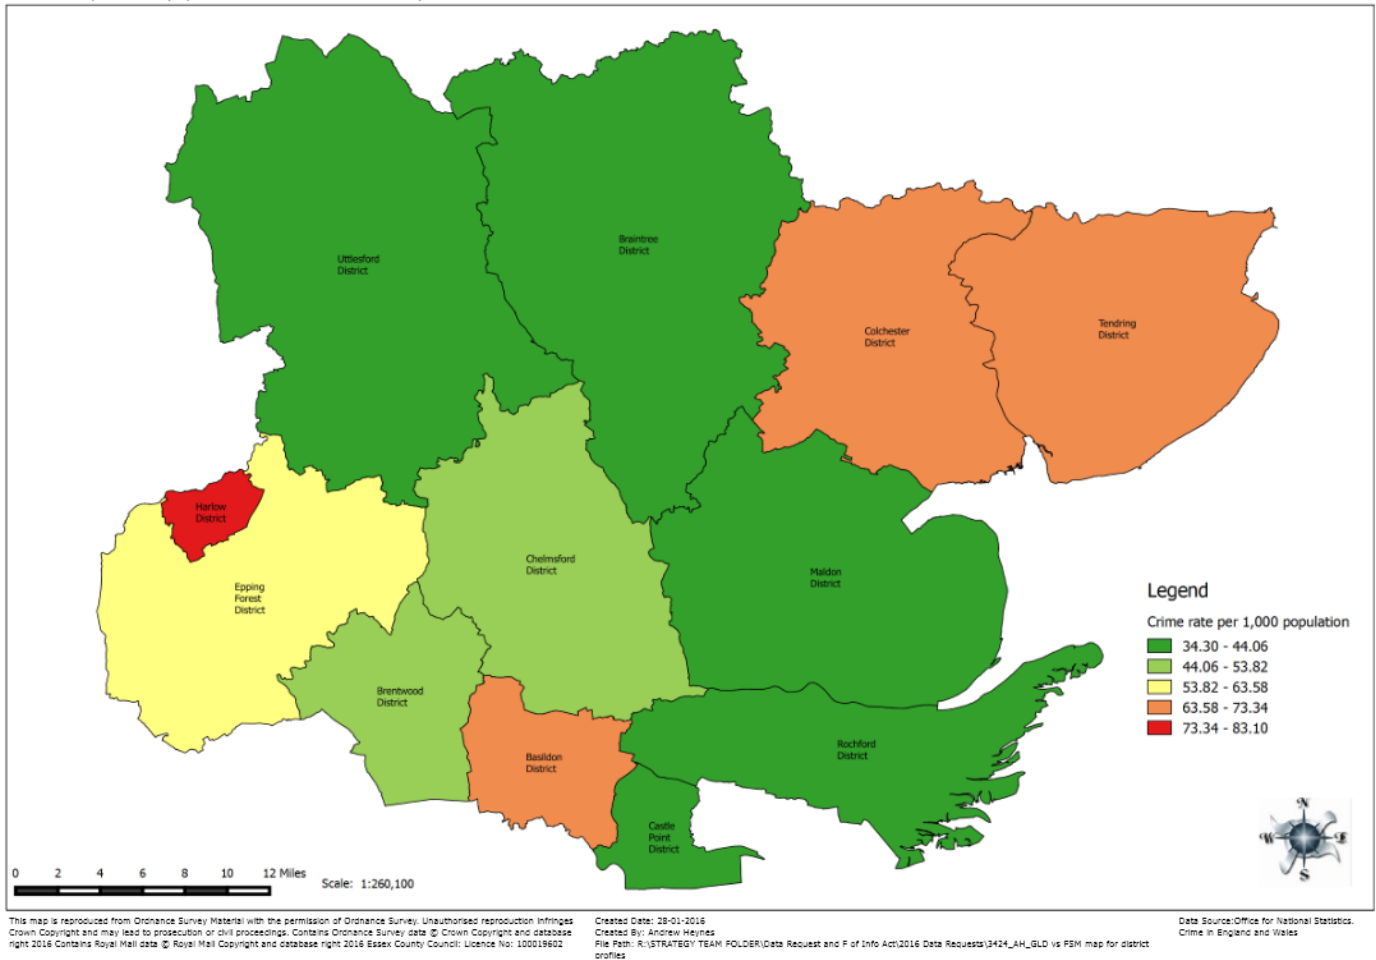 Uttlesford
District
Braintree
District
Colchester
District
Tendring
District
Harlow
District
Epping
Forest
District
Chelmsford
District
Maldon
District
Brentwood
District
Basildon
District
Rochford
District
Castle
Point
District
Legend
Crime rate per 1,000 population
34.30 - 44.06
44.06 - 53.82
53.82 - 63.58
63.58 - 73.34
73.34 - 83.10
N
W E
S
0 2 4 6 8 10 12 Miles
Scale: 1:260,100
This map is reproduced from Ordnance Survey Material with the permission of Ordnance Survey. Unauthorised reproduction infringes
Crown Copyright and may lead to prosecution or civil proceedings. Contains Ordnance Survey data © Crown Copyright and database
right 2016 Contains Royal Mail data © Royal Mail Copyright and database right 2016 Essex County Council: Licence No: 100019602
Created Date: 28-01-2016
Created By: Andrew Heynes
File Path: R:\STRATEGY TEAM FOLDER\Data Request and F of Info Act\2016 Data Requests\3424_AH_GLD vs FSM map for district
profiles
Data Source:Office for National Statistics.
Crime in England and Wales